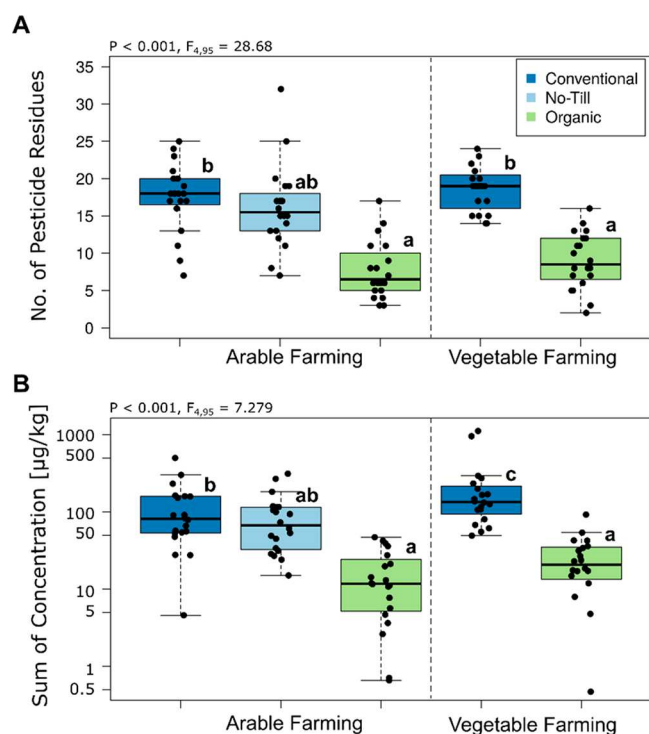 A
P < 0.001, F4,95 = 28.68
No. of Pesticide Residues
35
30
25
20
15
10
5
0
b
ab
a
b
a
Conventional
No-Till
Organic
Arable Farming
Vegetable Farming
B
P < 0.001, F4,95 = 7.279
Sum of Concentration [µg/kg]
1000
500
100
50
10
5
1
0.5
b
ab
a
c
a
Arable Farming
Vegetable Farming